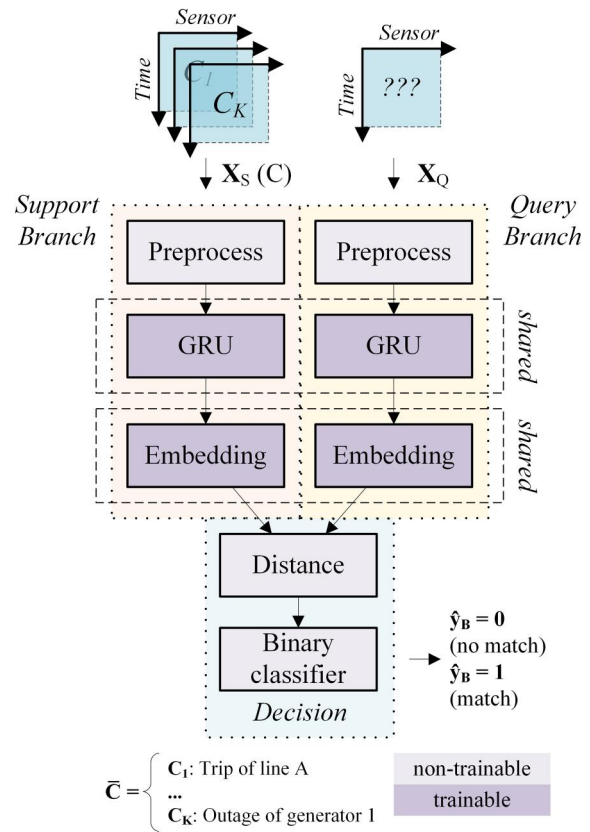 Sensor
Time
C1
CK
Sensor
Time
???
XS (C)
XQ
Support
Branch
Query
Branch
Preprocess
Preprocess
GRU
GRU
shared
Embedding
Embedding
shared
Distance
Binary
classifier
Decision
ŷB = 0
(no match)
ŷB = 1
(match)
C̄ =
C1: Trip of line A
...
CK: Outage of generator 1
non-trainable
trainable